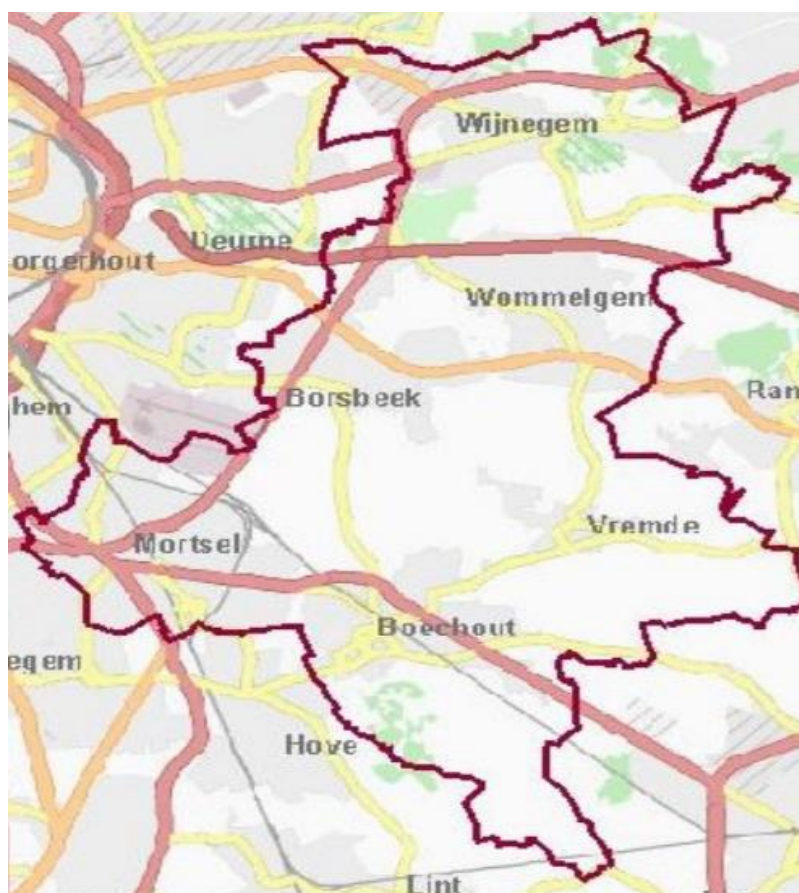 Wijnegem
Deurne
orgerhout
Wommelgem
hem
Borsbeek
Ran
Vremde
Mortsel
Boechout
egem
Hove
Lint